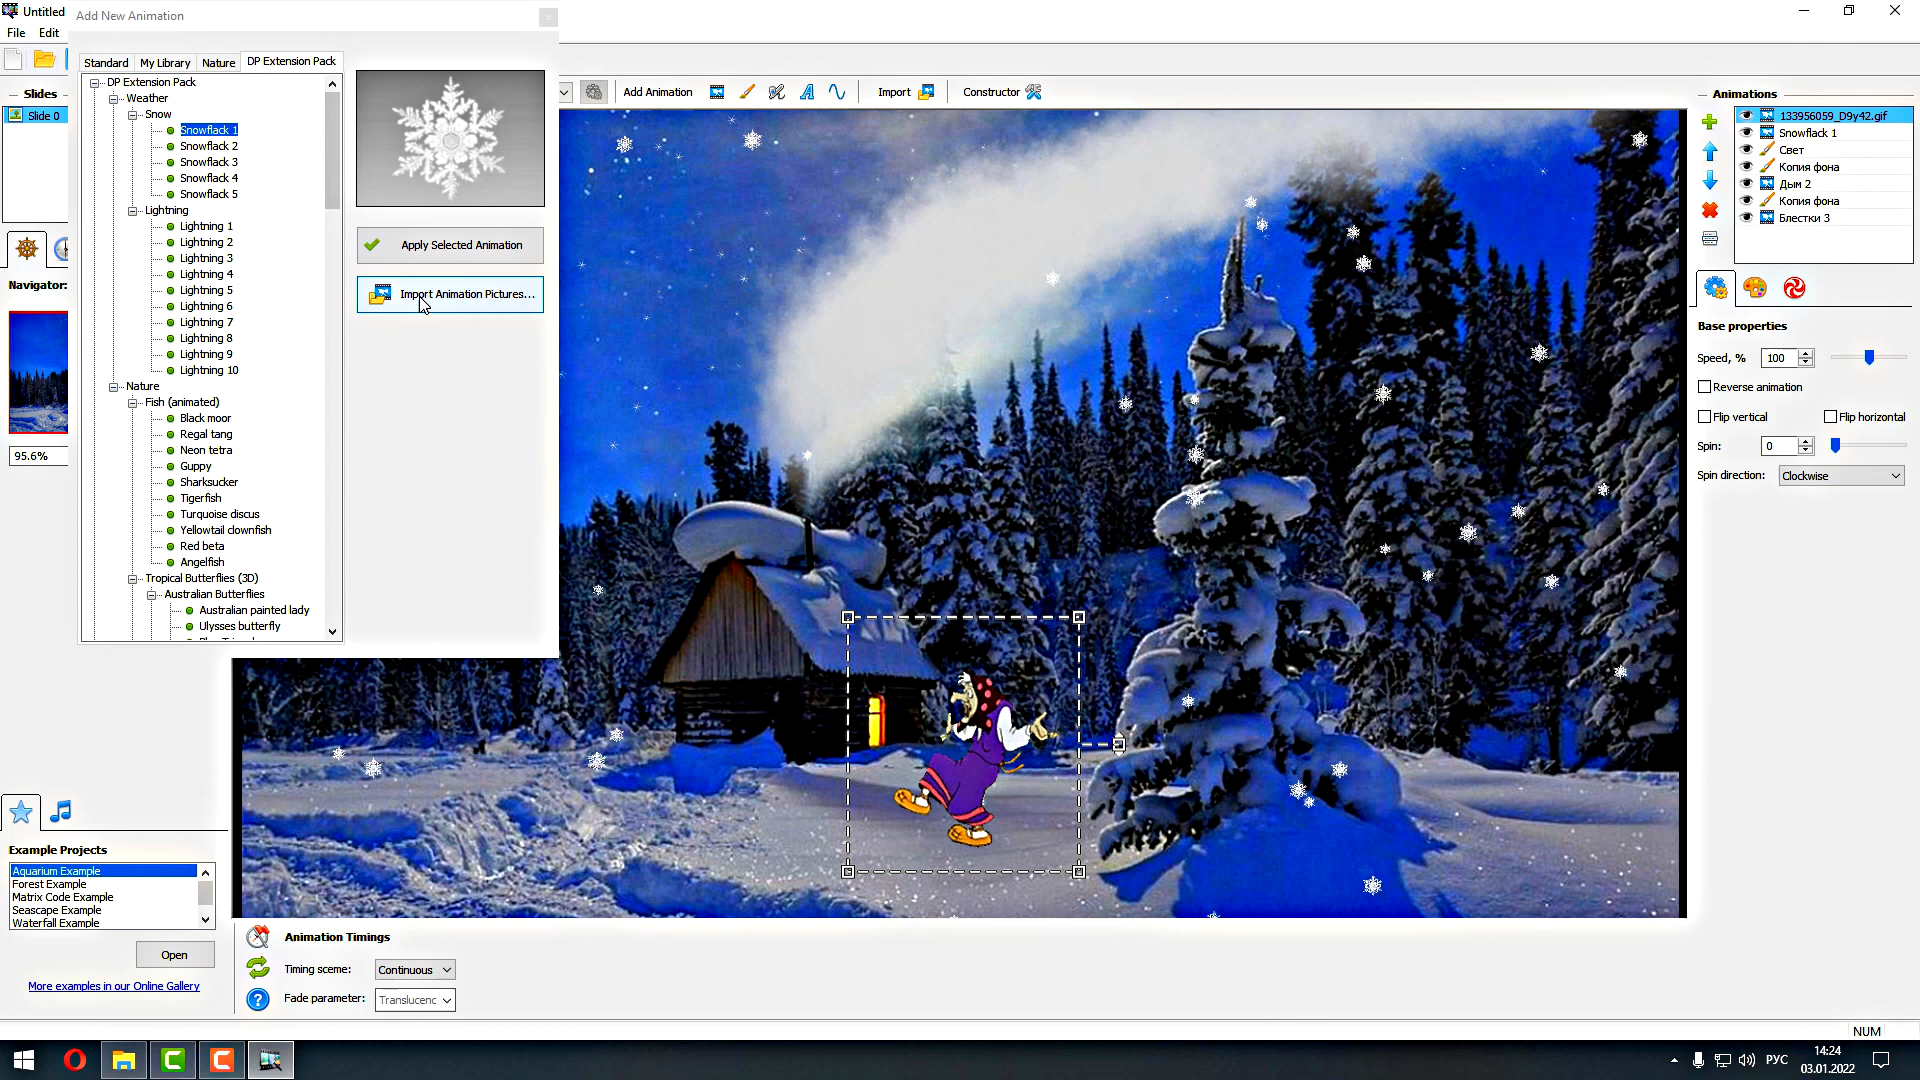 Untitled
Add New Animation
File Edit
Standard My Library Nature DP Extension Pack
DP Extension Pack
Weather
Snow
Snowflack 1
Snowflack 2
Snowflack 3
Snowflack 4
Snowflack 5
Lightning
Lightning 1
Lightning 2
Lightning 3
Lightning 4
Lightning 5
Lightning 6
Lightning 7
Lightning 8
Lightning 9
Lightning 10
Nature
Fish (animated)
Black moor
Regal tang
Neon tetra
Guppy
Sharksucker
Tigerfish
Turquoise discus
Yellowtail clownfish
Red beta
Angelfish
Tropical Butterflies (3D)
Australian Butterflies
Australian painted lady
Ulysses butterfly
Apply Selected Animation
Import Animation Pictures...
Slides
Slide 0
Navigator:
95.6%
Add Animation
Import
Constructor
Animations
133956059_D9y42.gif
Snowflack 1
Свет
Копия фона
Дым 2
Копия фона
Блестки 3
Base properties
Speed, % 100
Reverse animation
Flip vertical Flip horizontal
Spin: 0
Spin direction: Clockwise
Example Projects
Aquarium Example
Forest Example
Matrix Code Example
Seascape Example
Waterfall Example
Open
More examples in our Online Gallery
Animation Timings
Timing sceme: Continuous
Fade parameter: Translucenc
NUM
РУС
14:24
03.01.2022